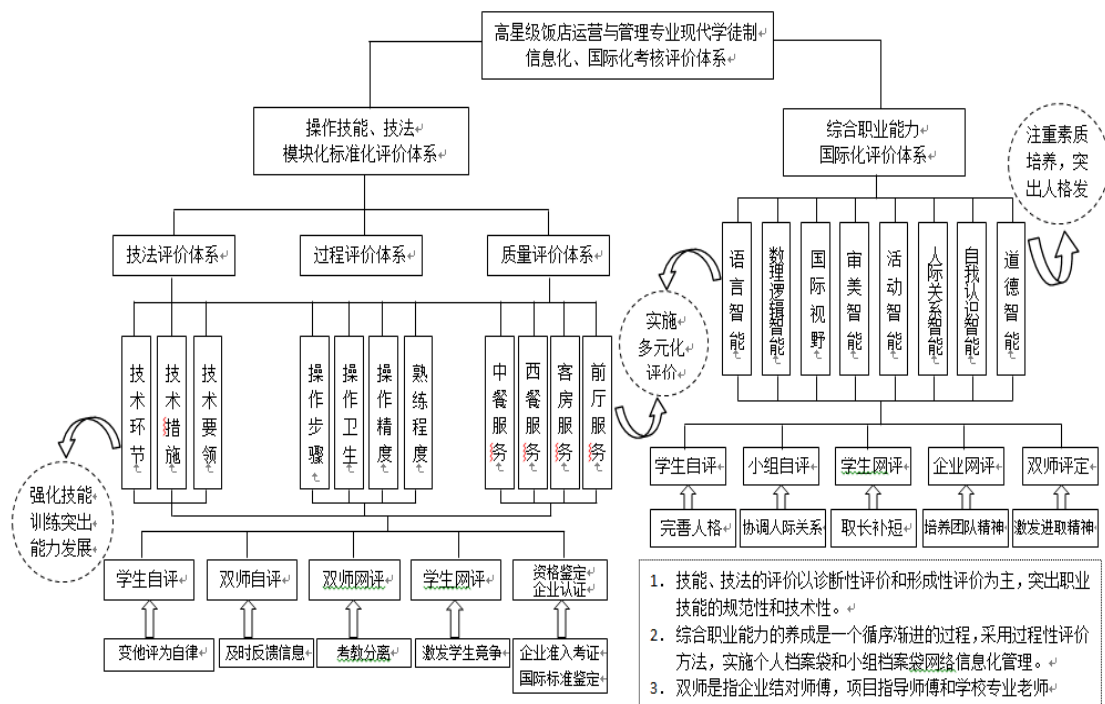 高星级饭店运营与管理专业现代学徒制
信息化、国际化考核评价体系
操作技能、技法
模块化标准化评价体系
综合职业能力
国际化评价体系
注重素质
培养，突
出人格发
技法评价体系
过程评价体系
质量评价体系
技术环节
技术措施
技术要领
操作步骤
操作卫生
操作精度
熟练程度
中餐服务
西餐服务
客房服务
前厅服务
实施
多元化
评价
语言智能
数理逻辑智能
国际视野
审美智能
活动智能
人际关系智能
自我认识智能
道德智能
强化技能
训练突出
能力发展
学生自评
双师自评
双师网评
学生网评
资格鉴定
企业认证
变他评为自律
及时反馈信息
考教分离
激发学生竟争
企业准入考证
国际标准鉴定
学生自评
小组自评
学生网评
企业网评
双师评定
完善人格
协调人际关系
取长补短
培养团队精神
激发进取精神
1. 技能、技法的评价以诊断性评价和形成性评价为主，突出职业
技能的规范性和技术性。
2. 综合职业能力的养成是一个循序渐进的过程，采用过程性评价
方法，实施个人档案袋和小组档案袋网络信息化管理。
3. 双师是指企业结对师傅，项目指导师傅和学校专业老师